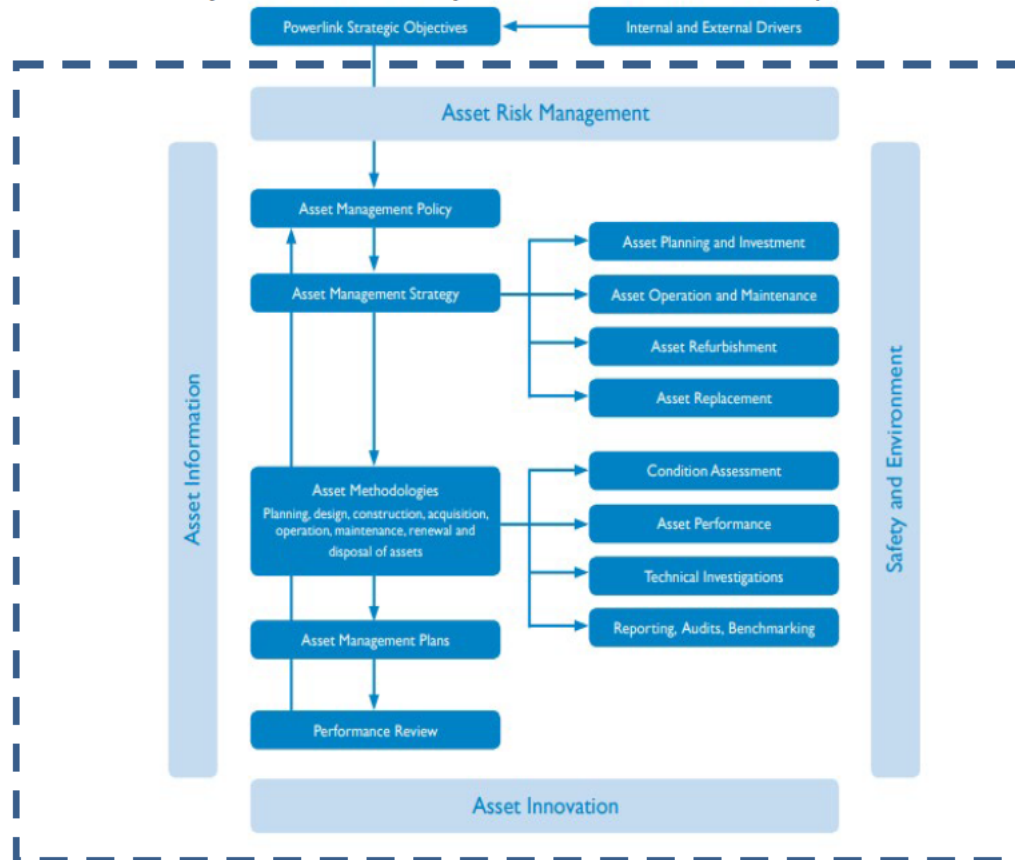 Powerlink Strategic Objectives
Internal and External Drivers
Asset Risk Management
Asset Information
Safety and Environment
Asset Management Policy
Asset Management Strategy
Asset Planning and Investment
Asset Operation and Maintenance
Asset Refurbishment
Asset Replacement
Asset Methodologies
Planning, design, construction, acquisition,
operation, maintenance, renewal and
disposal of assets
Condition Assessment
Asset Performance
Technical Investigations
Reporting, Audits, Benchmarking
Asset Management Plans
Performance Review
Asset Innovation